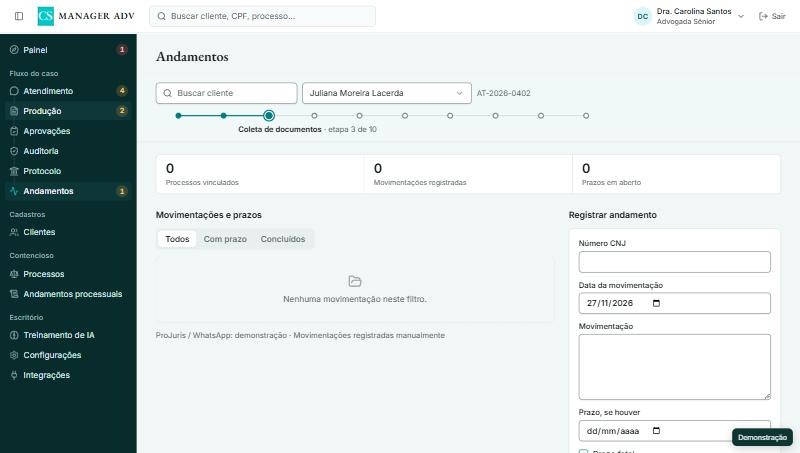 CS MANAGER ADV
Buscar cliente, CPF, processo...
DC
Dra. Carolina Santos
Advogada Sênior
Sair
Painel 1
Fluxo do caso
Atendimento 4
Produção 2
Aprovações
Auditoria
Protocolo
Andamentos 1
Cadastros
Clientes
Contencioso
Processos
Andamentos processuais
Escritório
Treinamento de IA
Configurações
Integrações
Andamentos
Buscar cliente
Juliana Moreira Lacerda
AT-2026-0402
Coleta de documentos · etapa 3 de 10
0
Processos vinculados
0
Movimentações registradas
0
Prazos em aberto
Movimentações e prazos
Todos Com prazo Concluídos
Nenhuma movimentação neste filtro.
ProJuris / WhatsApp: demonstração · Movimentações registradas manualmente
Registrar andamento
Número CNJ
Data da movimentação
27/11/2026
Movimentação
Prazo, se houver
dd/mm/aaaa
Demonstração